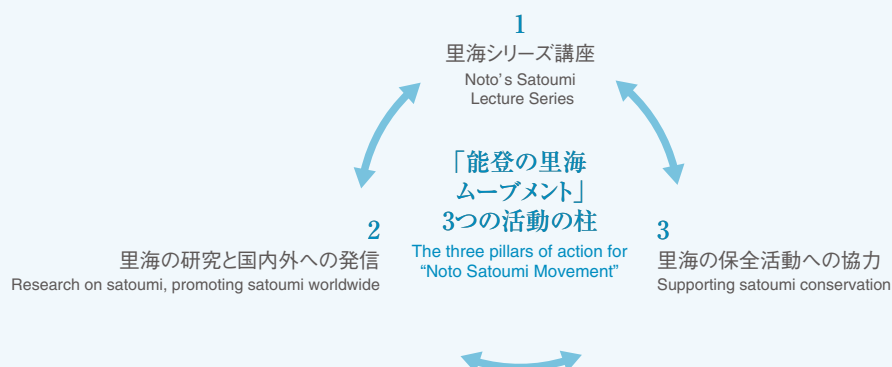 1
里海シリーズ講座
Noto's Satoumi
Lecture Series
「能登の里海
ムーブメント」
3つの活動の柱
The three pillars of action for
“Noto Satoumi Movement”
2
里海の研究と国内外への発信
Research on satoumi, promoting satoumi worldwide
3
里海の保全活動への協力
Supporting satoumi conservation